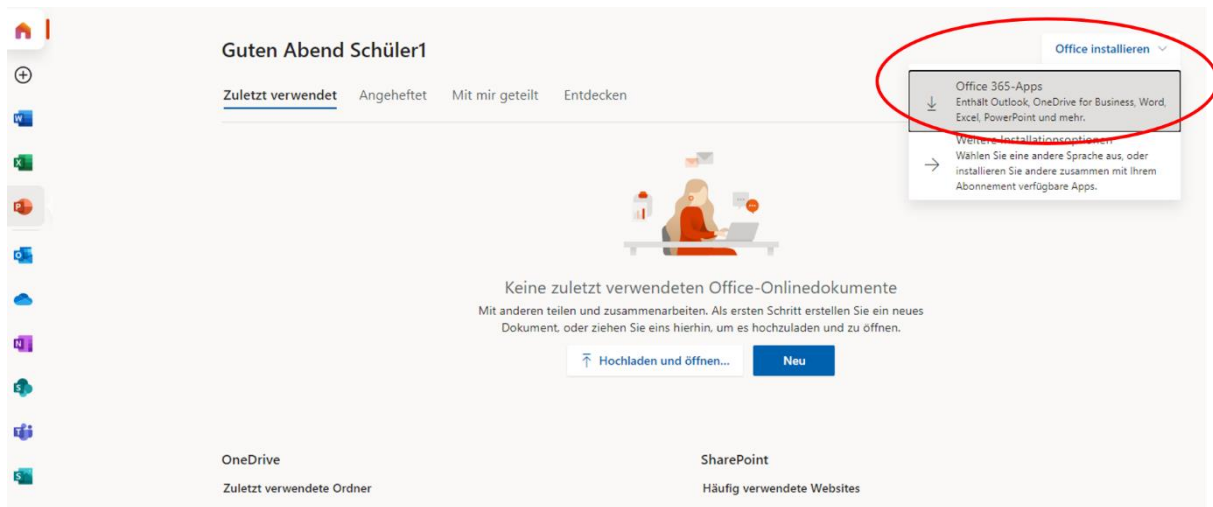 Guten Abend Schüler1
Office installieren
Zuletzt verwendet Angeheftet Mit mir geteilt Entdecken
Office 365-Apps
Enthält Outlook, OneDrive for Business, Word,
Excel, PowerPoint und mehr.
Weitere Installationsoptionen
Wählen Sie eine andere Sprache aus, oder
installieren Sie andere zusammen mit Ihrem
Abonnement verfügbare Apps.
Keine zuletzt verwendeten Office-Onlinedokumente
Mit anderen teilen und zusammenarbeiten. Als ersten Schritt erstellen Sie ein neues
Dokument, oder ziehen Sie eins hierhin, um es hochzuladen und zu öffnen.
Hochladen und öffnen... Neu
OneDrive SharePoint
Zuletzt verwendete Ordner Häufig verwendete Websites